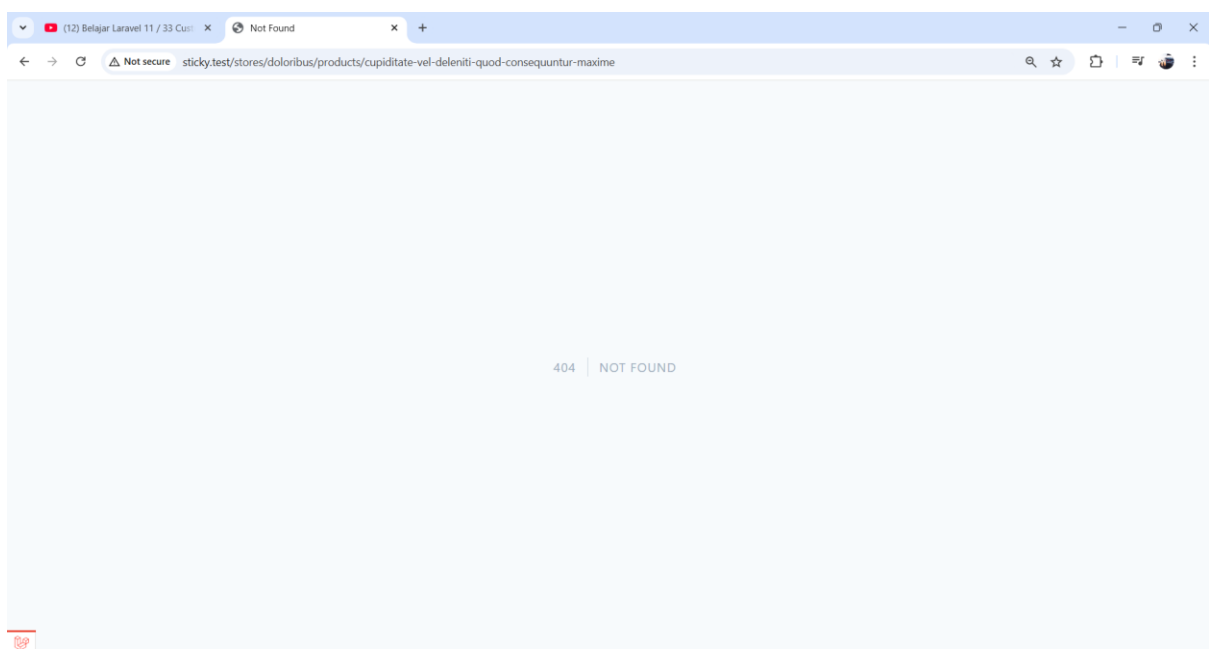 (12) Belajar Laravel 11 / 33 Cus
Not Found
Not secure
sticky.test/stores/doloribus/products/cupiditate-vel-deleniti-quod-consequuntur-maxime
404 NOT FOUND